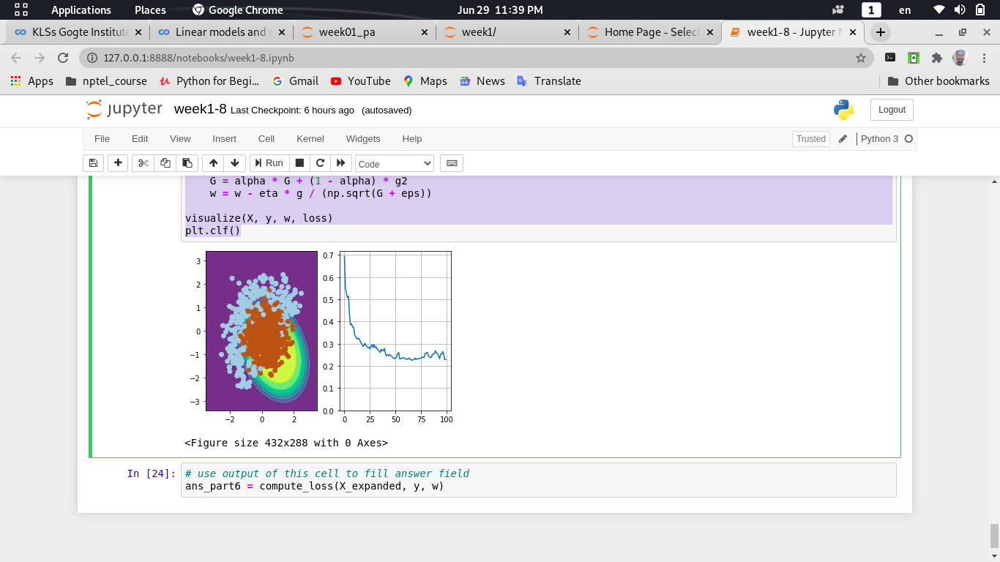 Applications Places Google Chrome Jun 29 11:39 PM 1 en
KLSs Gogte Institute Linear models and o week01_pa week1/ Home Page - Select week1-8 - Jupyter N
127.0.0.1:8888/notebooks/week1-8.ipynb
Apps nptel_course Python for Begi... Gmail YouTube Maps News Translate Other bookmarks
jupyter week1-8 Last Checkpoint: 6 hours ago (autosaved) Logout
File Edit View Insert Cell Kernel Widgets Help Trusted Python 3
Run Code
G = alpha * G + (1 - alpha) * g2
w = w - eta * g / (np.sqrt(G + eps))
visualize(X, y, w, loss)
plt.clf()
3
2
1
0
−1
−2
−3
−2 0 2
0.7
0.6
0.5
0.4
0.3
0.2
0.1
0.0
0 25 50 75 100
<Figure size 432x288 with 0 Axes>
In [24]: # use output of this cell to fill answer field
ans_part6 = compute_loss(X_expanded, y, w)